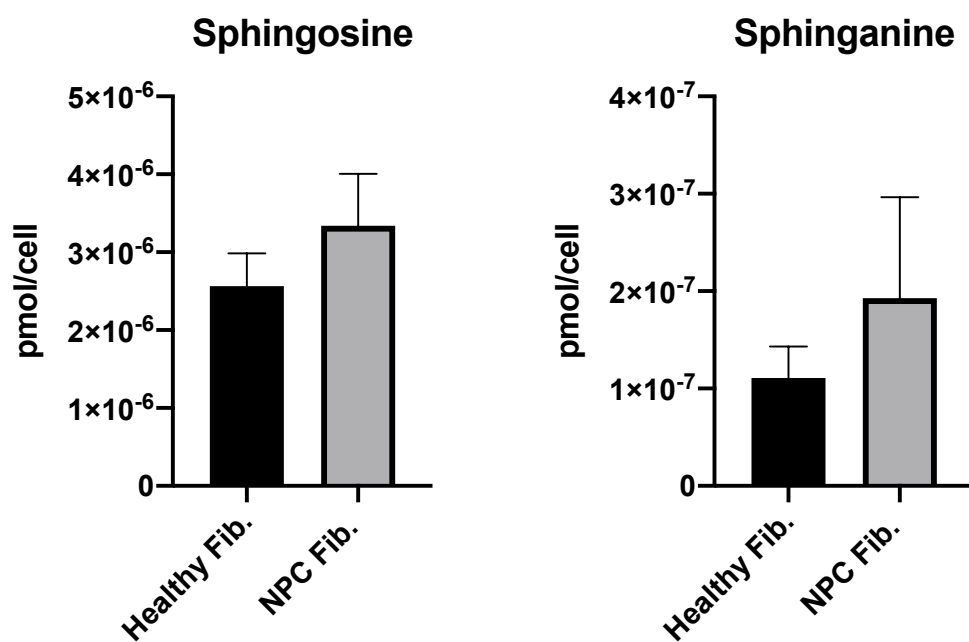 Sphingosine
5×10⁻⁶
4×10⁻⁶
3×10⁻⁶
2×10⁻⁶
1×10⁻⁶
0
pmol/cell
Healthy Fib.
NPC Fib.
Sphinganine
4×10⁻⁷
3×10⁻⁷
2×10⁻⁷
1×10⁻⁷
0
pmol/cell
Healthy Fib.
NPC Fib.